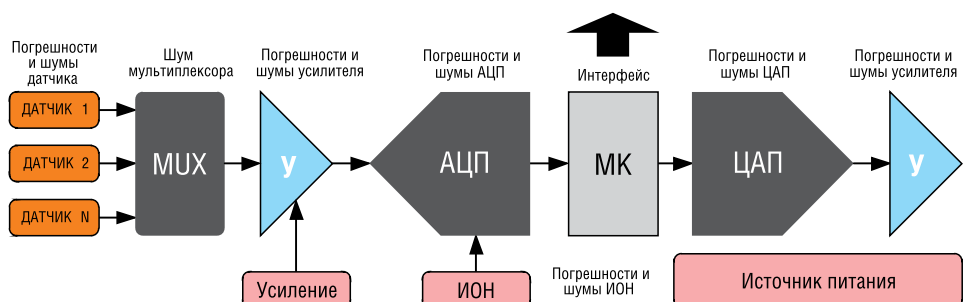 Погрешности
и шумы
датчика
Шум
мультиплексора
Погрешности и
шумы усилителя
Погрешности и
шумы АЦП
Интерфейс
Погрешности и
шумы ЦАП
Погрешности и
шумы усилителя
ДАТЧИК 1
ДАТЧИК 2
ДАТЧИК N
MUX
У
АЦП
МК
ЦАП
У
Усиление
ИОН
Погрешности и
шумы ИОН
Источник питания